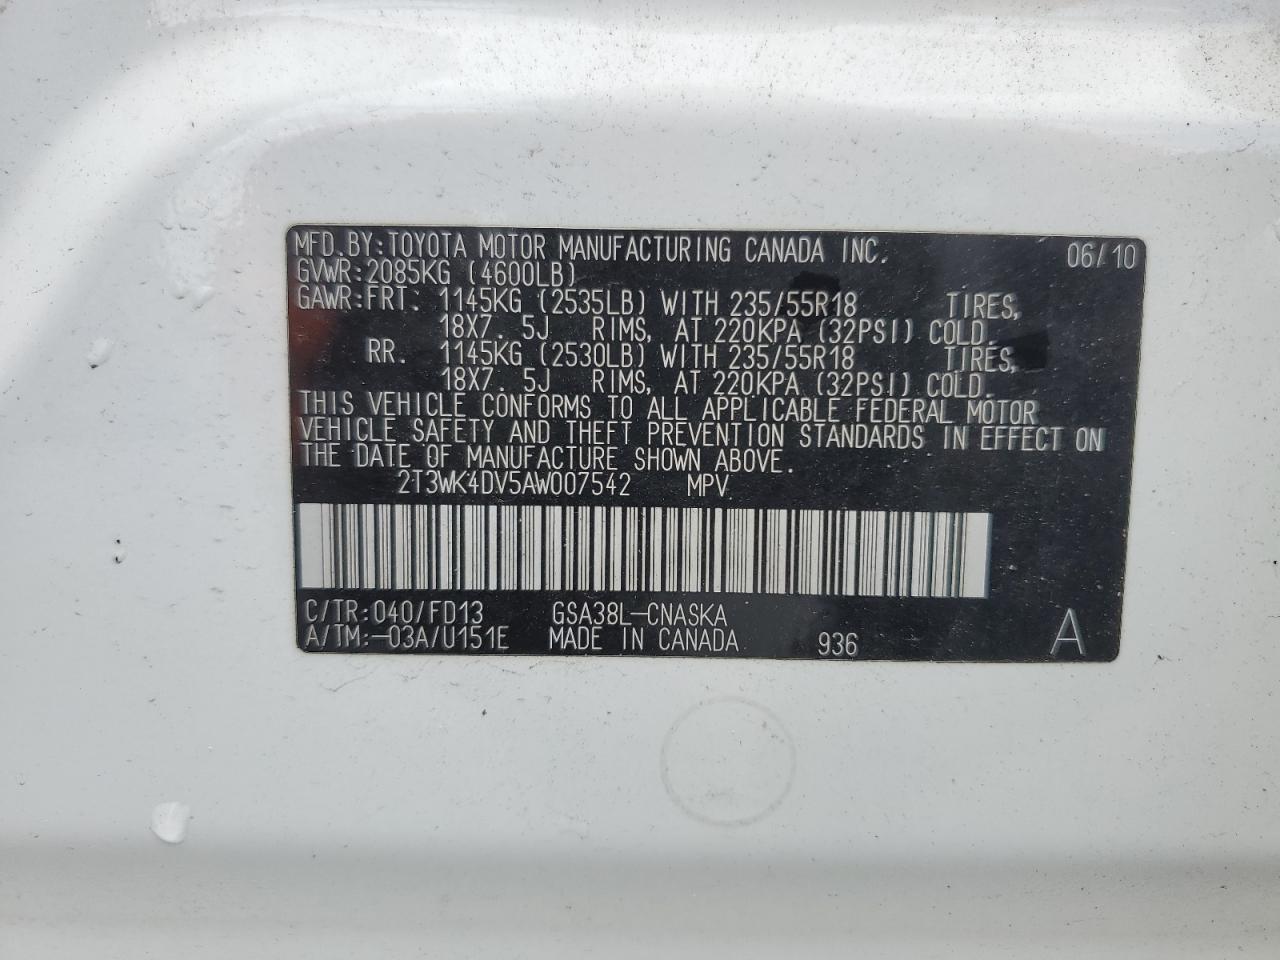 MFD.BY:TOYOTA MOTOR MANUFACTURING CANADA INC. 06/10
GVWR:2085KG (4600LB)
GAWR:FRT. 1145KG (2535LB) WITH 235/55R18 TIRES,
18X7. 5J RIMS, AT 220KPA (32PSI) COLD.
RR. 1145KG (2530LB) WITH 235/55R18 TIRES,
18X7. 5J RIMS, AT 220KPA (32PSI) COLD.
THIS VEHICLE CONFORMS TO ALL APPLICABLE FEDERAL MOTOR
VEHICLE SAFETY AND THEFT PREVENTION STANDARDS IN EFFECT ON
THE DATE OF MANUFACTURE SHOWN ABOVE.
2T3WK4DV5AW007542 MPV
C/TR:040/FD13 GSA38L-CNASKA
A/TM:-03A/U151E MADE IN CANADA 936 A